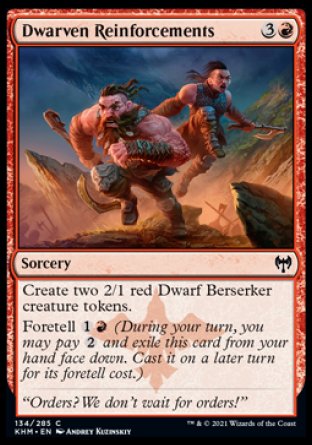 Dwarven Reinforcements 3
Sorcery
Create two 2/1 red Dwarf Berserker
creature tokens.
Foretell 1 (During your turn, you
may pay 2 and exile this card from your
hand face down. Cast it on a later turn
for its foretell cost.)
“Orders? We don’t wait for orders!”
134/285 C
KHM • EN Andrey Kuzinskiy ™ & © 2021 Wizards of the Coast